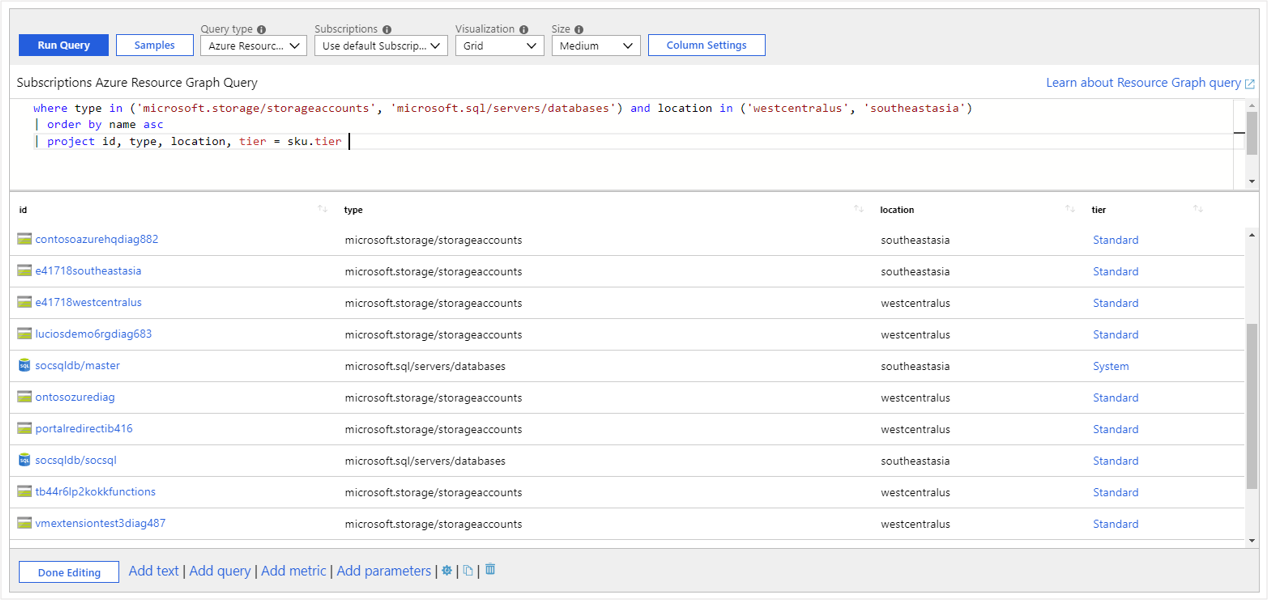 Query type Subscriptions Visualization Size
Run Query Samples Azure Resourc... Use default Subscrip... Grid Medium Column Settings
Subscriptions Azure Resource Graph Query Learn about Resource Graph query
where type in ('microsoft.storage/storageaccounts', 'microsoft.sql/servers/databases') and location in ('westcentralus', 'southeastasia')
| order by name asc
| project id, type, location, tier = sku.tier
id type location tier
contosoazurehqdiag882 microsoft.storage/storageaccounts southeastasia Standard
e41718southeastasia microsoft.storage/storageaccounts southeastasia Standard
e41718westcentralus microsoft.storage/storageaccounts westcentralus Standard
luciosdemo6rgdiag683 microsoft.storage/storageaccounts westcentralus Standard
socsqldb/master microsoft.sql/servers/databases southeastasia System
ontosozurediag microsoft.storage/storageaccounts westcentralus Standard
portalredirectib416 microsoft.storage/storageaccounts westcentralus Standard
socsqldb/socsql microsoft.sql/servers/databases southeastasia Standard
tb44r6lp2kokkfunctions microsoft.storage/storageaccounts westcentralus Standard
vmextensiontest3diag487 microsoft.storage/storageaccounts westcentralus Standard
Done Editing Add text | Add query | Add metric | Add parameters | | |